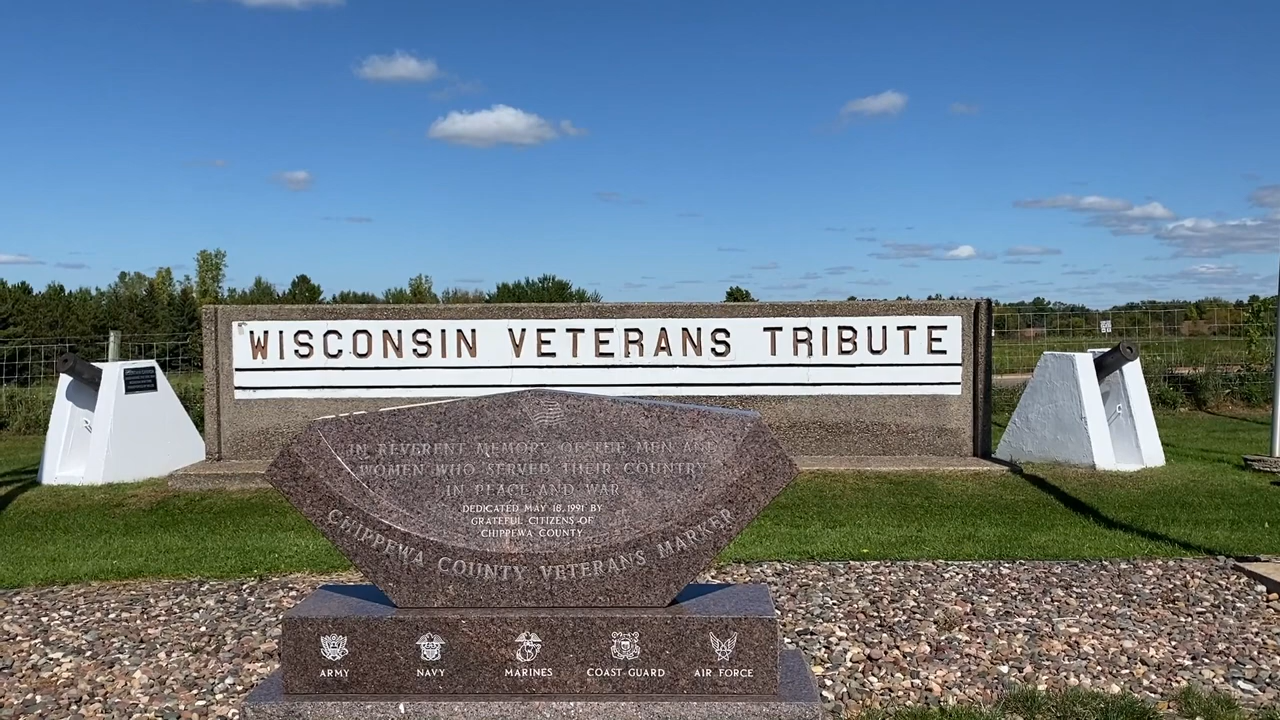 WISCONSIN VETERANS TRIBUTE
IN REVERENT MEMORY OF THE MEN AND
WOMEN WHO SERVED THEIR COUNTRY
IN PEACE AND WAR
DEDICATED MAY 18, 1991 BY
GRATEFUL CITIZENS OF
CHIPPEWA COUNTY
CHIPPEWA COUNTY VETERANS MARKER
ARMY NAVY MARINES COAST GUARD AIR FORCE